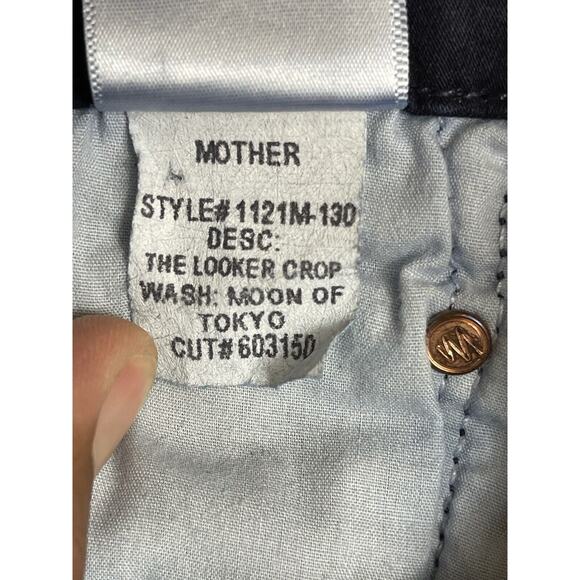 MOTHER
STYLE# 1121M-130
DESC:
THE LOOKER CROP
WASH: MOON OF
TOKYO
CUT# 603150